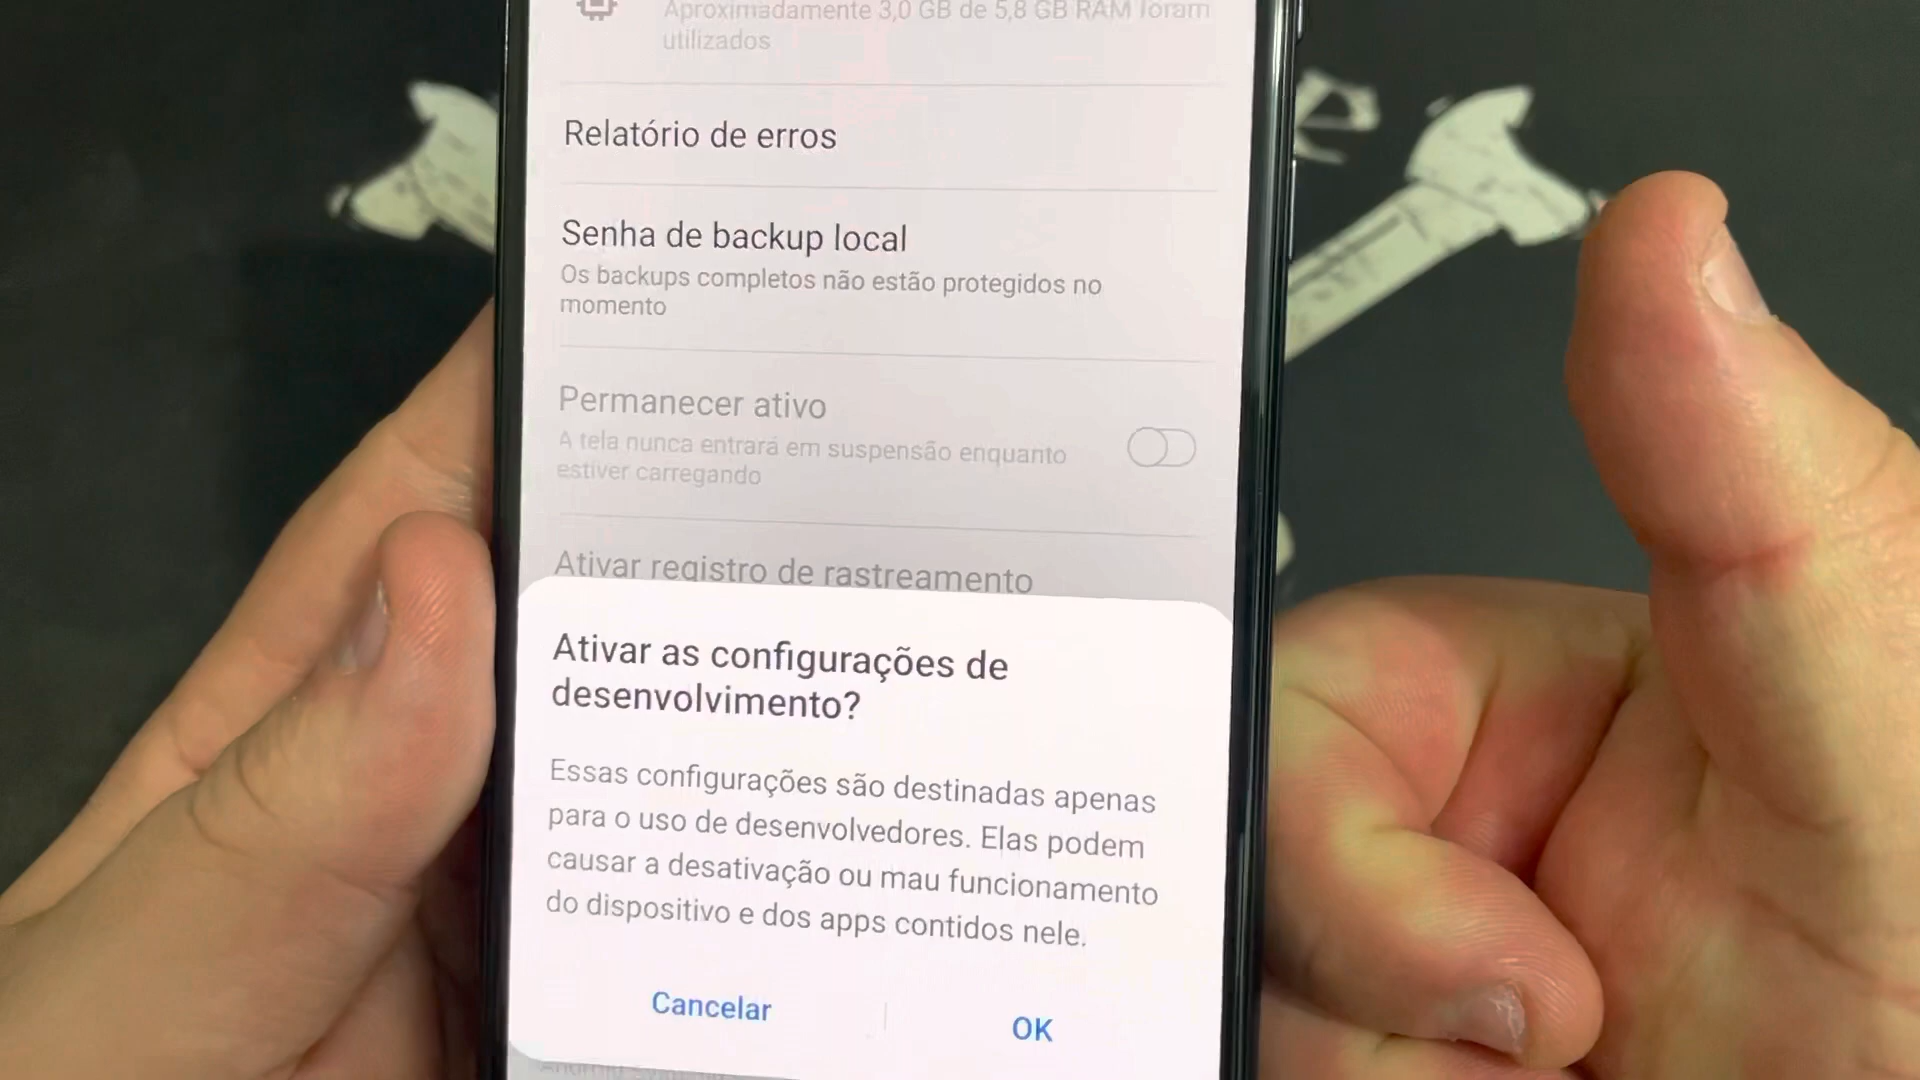 Aproximadamente 3,0 GB de 5,8 GB RAM foram
utilizados
Relatório de erros
Senha de backup local
Os backups completos não estão protegidos no
momento
Permanecer ativo
A tela nunca entrará em suspensão enquanto
estiver carregando
Ativar registro de rastreamento
Ativar as configurações de
desenvolvimento?
Essas configurações são destinadas apenas
para o uso de desenvolvedores. Elas podem
causar a desativação ou mau funcionamento
do dispositivo e dos apps contidos nele.
Cancelar
OK